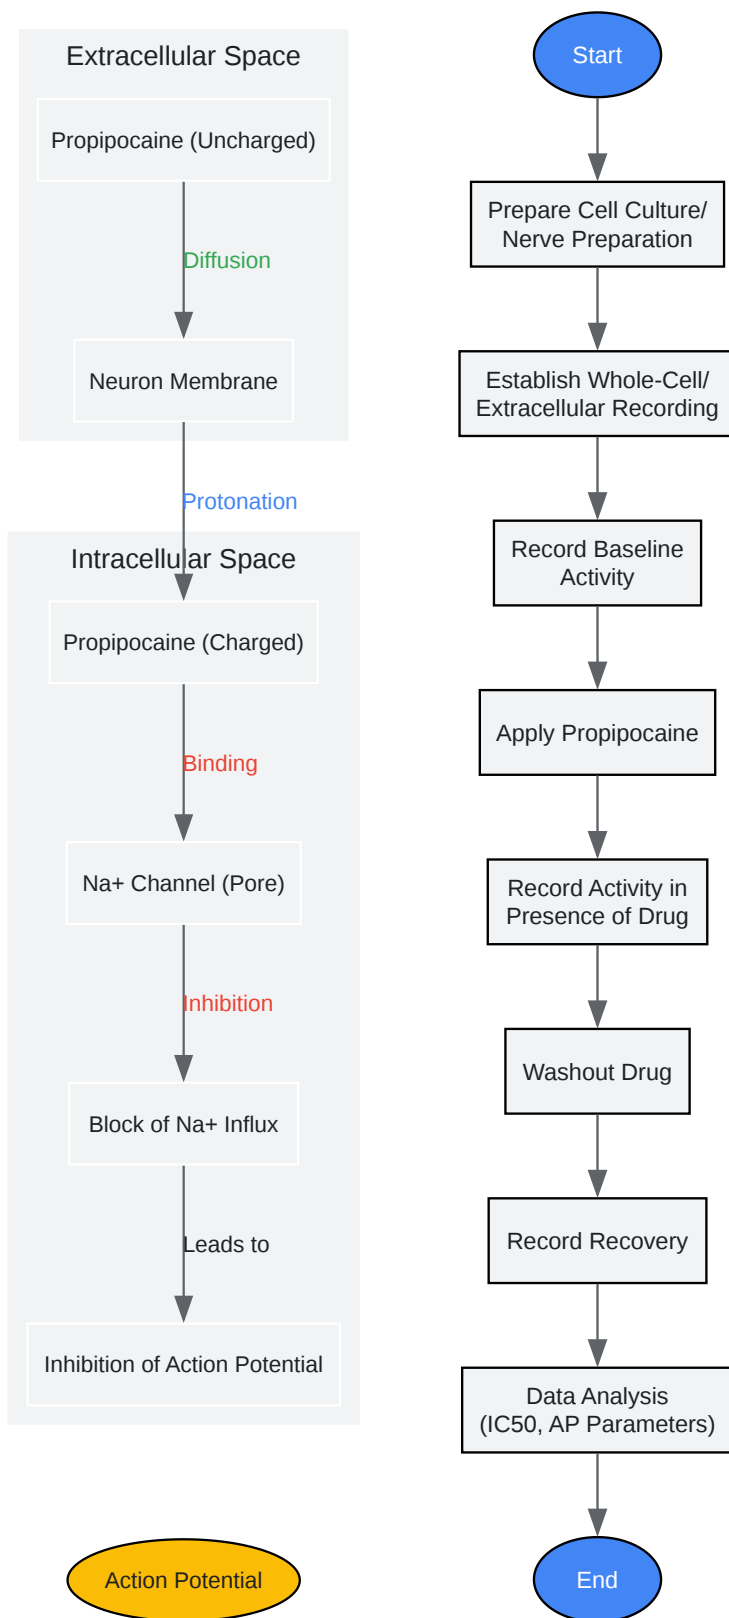 Extracellular Space
Propipocaine (Uncharged)
Diffusion
Neuron Membrane
Protonation
Intracellular Space
Propipocaine (Charged)
Binding
Na+ Channel (Pore)
Inhibition
Block of Na+ Influx
Leads to
Inhibition of Action Potential
Action Potential
Start
Prepare Cell Culture/
Nerve Preparation
Establish Whole-Cell/
Extracellular Recording
Record Baseline
Activity
Apply Propipocaine
Record Activity in
Presence of Drug
Washout Drug
Record Recovery
Data Analysis
(IC50, AP Parameters)
End